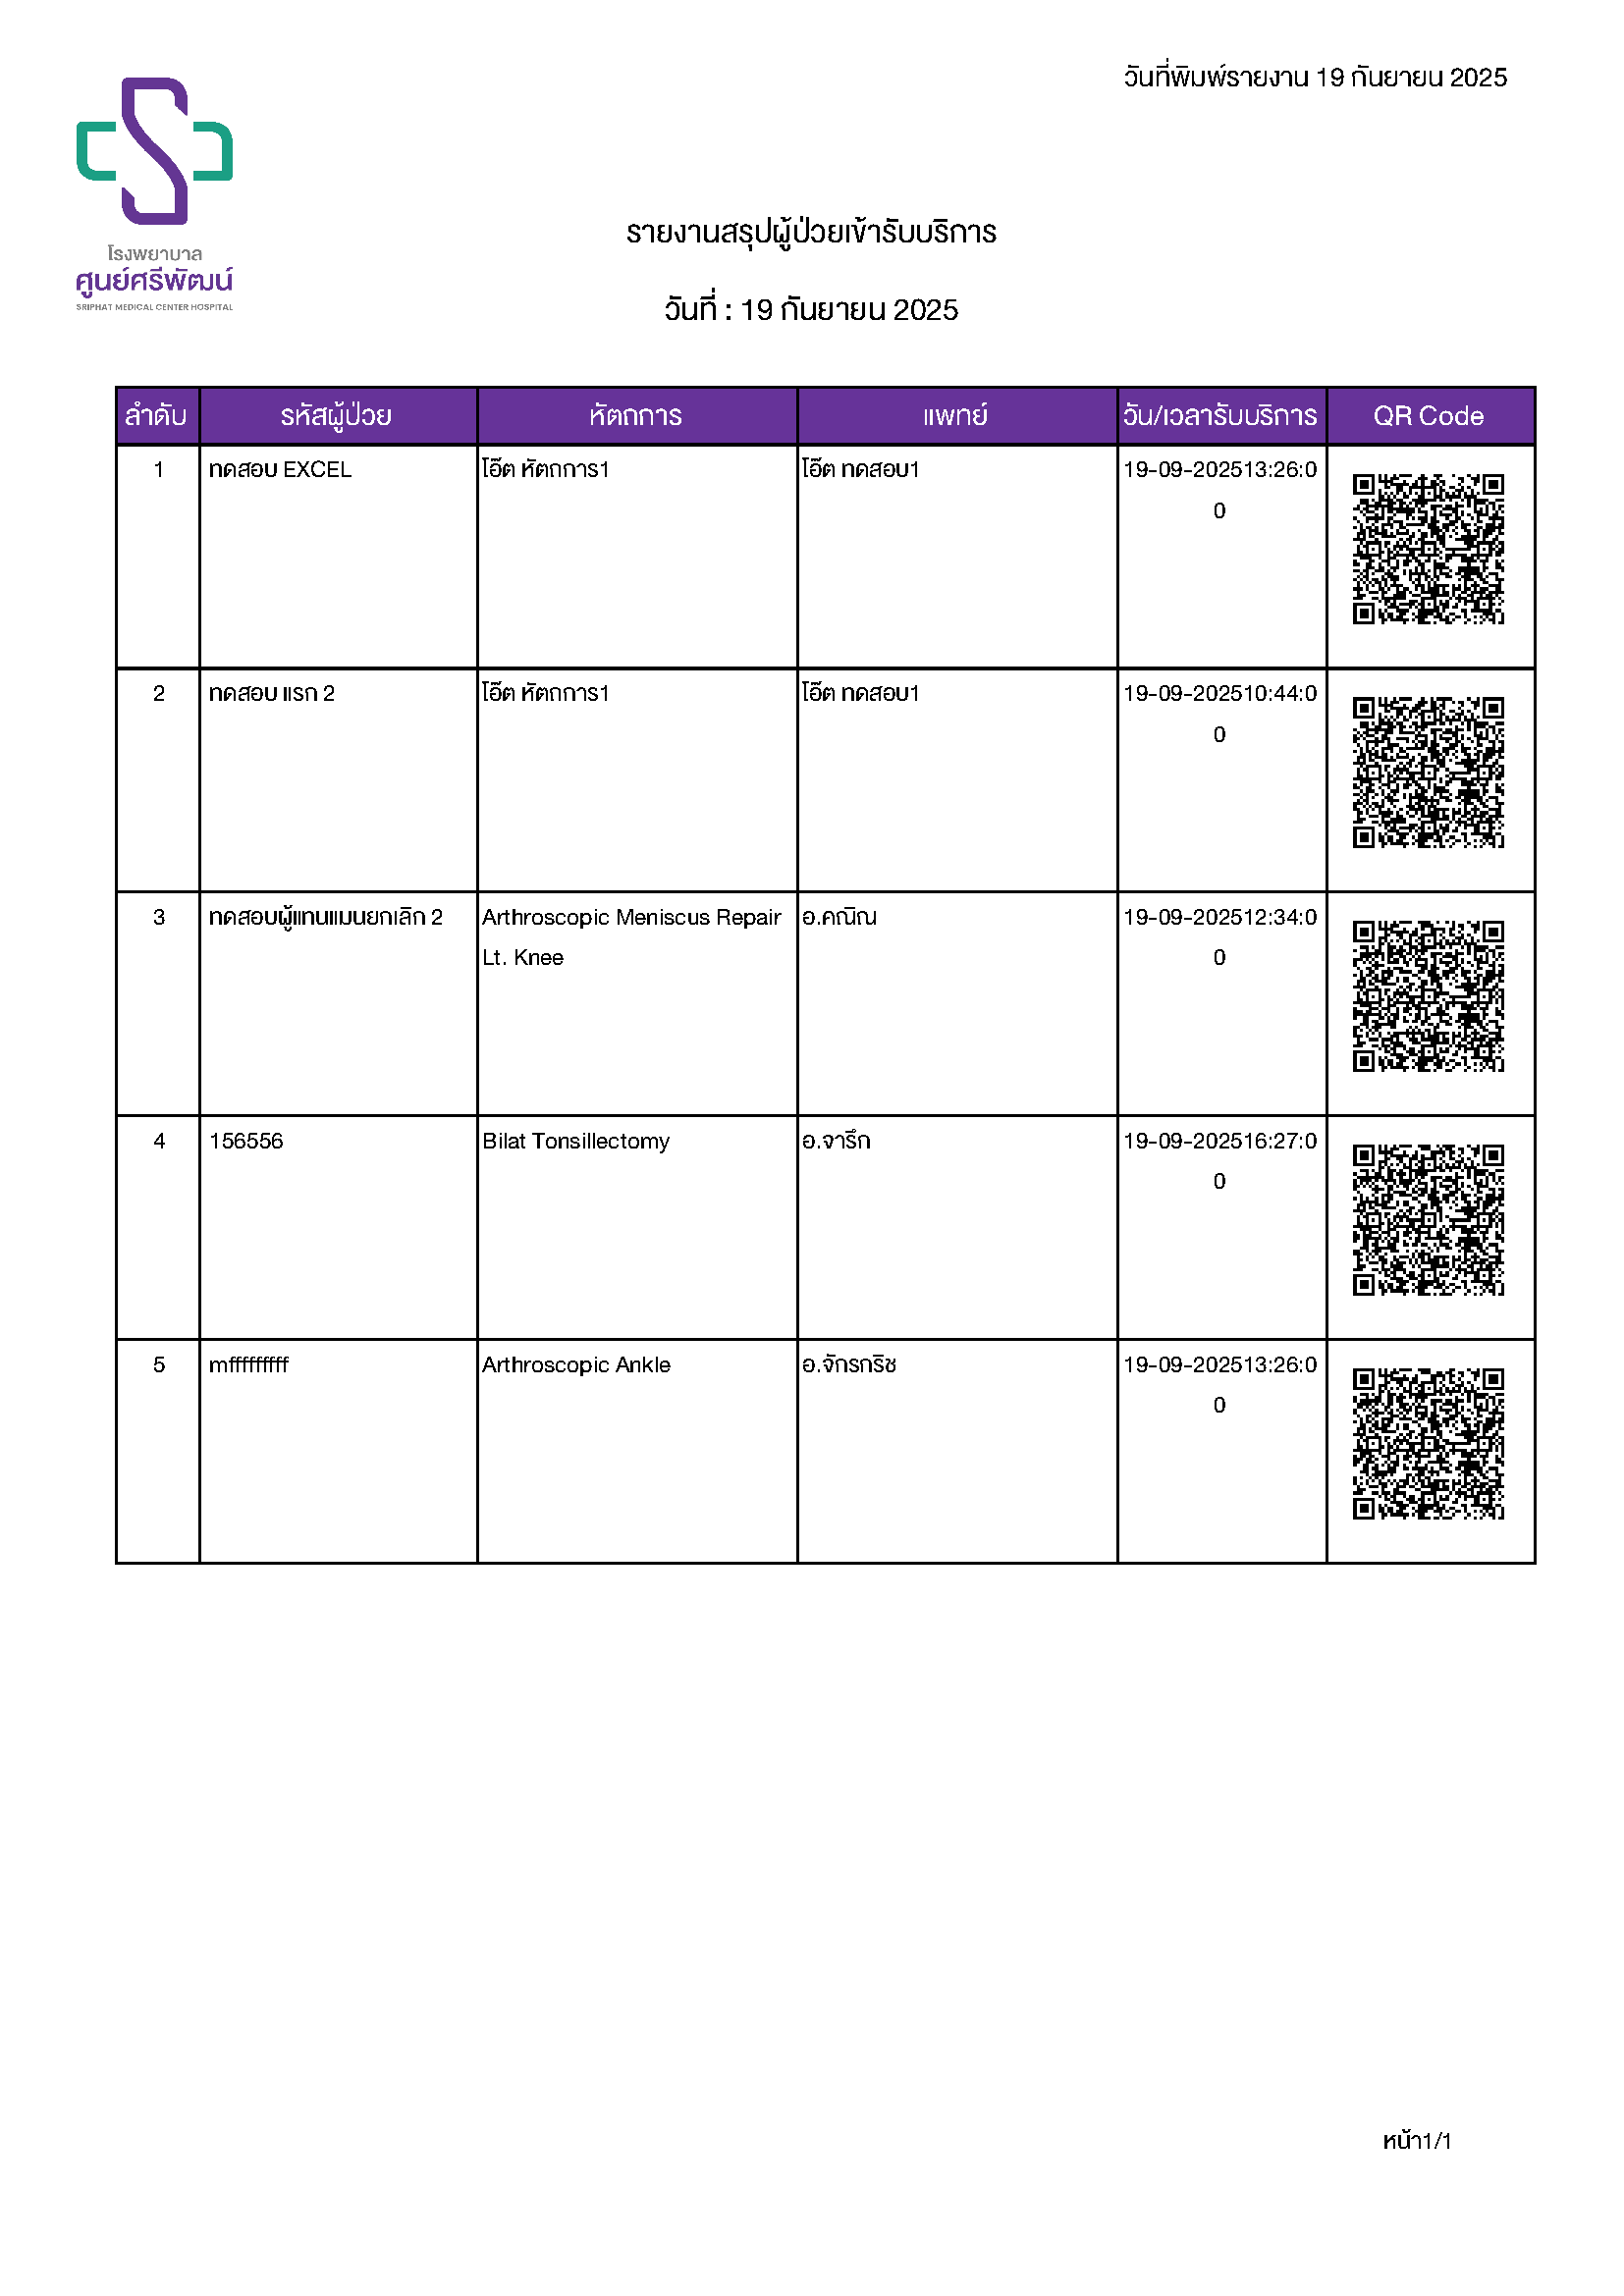 วันที่พิมพ์รายงาน 19 กันยายน 2025
โรงพยาบาล
ศูนย์ศรีพัฒน์
SRIPHAT MEDICAL CENTER HOSPITAL
รายงานสรุปผู้ป่วยเข้ารับบริการ
วันที่ : 19 กันยายน 2025
ลำดับ รหัสผู้ป่วย หัตถการ แพทย์ วัน/เวลารับบริการ QR Code
1 ทดสอบ EXCEL โอ๊ต หัตถการ1 โอ๊ต ทดสอบ1 19-09-202513:26:0
0
2 ทดสอบ แรก 2 โอ๊ต หัตถการ1 โอ๊ต ทดสอบ1 19-09-202510:44:0
0
3 ทดสอบผู้แทนแมนยกเลิก 2 Arthroscopic Meniscus Repair อ.คณิณ 19-09-202512:34:0
Lt. Knee 0
4 156556 Bilat Tonsillectomy อ.จารึก 19-09-202516:27:0
0
5 mfffffffff Arthroscopic Ankle อ.จักรกริช 19-09-202513:26:0
0
หน้า1/1